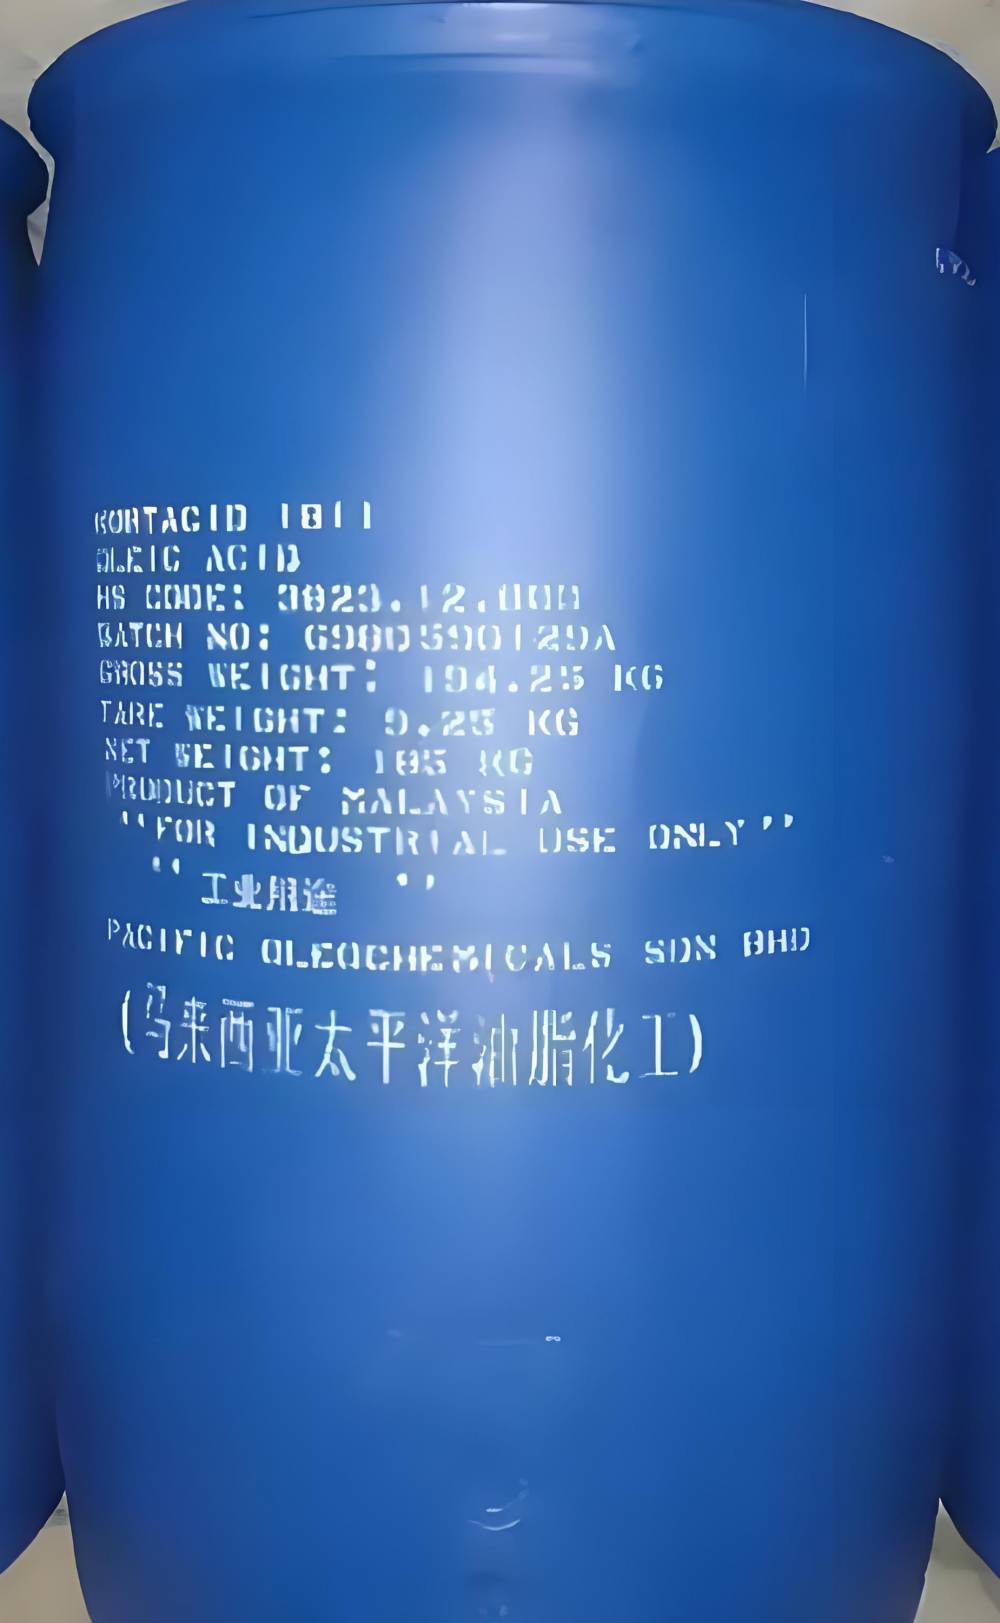 KORTACID 1811
OLEIC ACID
HS CODE: 3823.12.000
BATCH NO:
GROSS WEIGHT: 194.25 KG
TARE WEIGHT: 9.25 KG
NET WEIGHT: 185 KG
PRODUCT OF MALAYSIA
"FOR INDUSTRIAL USE ONLY"
"工业用途"
PACIFIC OLEOCHEMICALS SDN BHD
(马来西亚太平洋油脂化工)